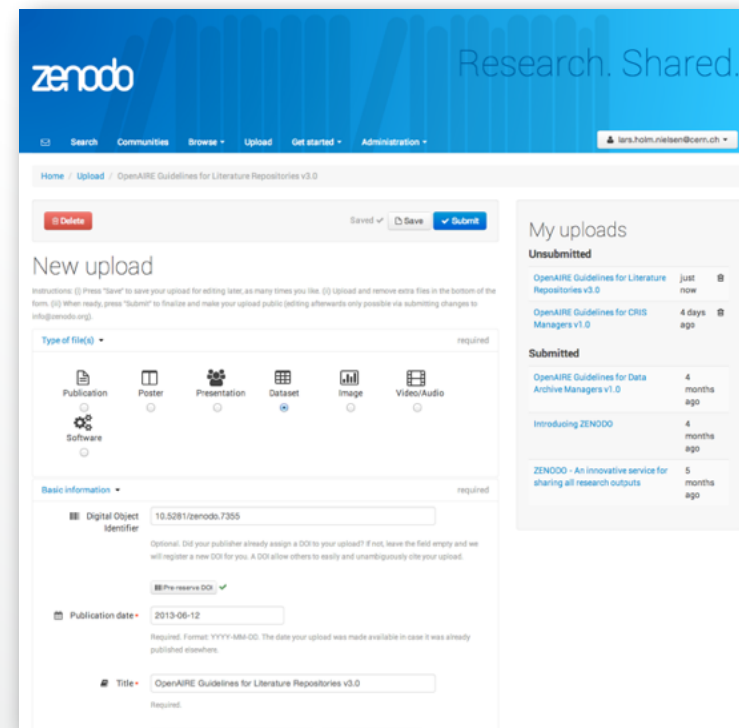 zenodo
Research. Shared.
Search Communities Browse Upload Get started Administration
lars.holm.nielsen@cern.ch
Home / Upload / OpenAIRE Guidelines for Literature Repositories v3.0
Delete
Saved ✓ Save ✓ Submit
New upload
Instructions: (i) Press "Save" to save your upload for editing later, as many times you like. (ii) Upload and remove extra files in the bottom of the
form. (ii) When ready, press "Submit" to finalize and make your upload public (editing afterwards only possible via submitting changes to
info@zenodo.org).
Type of file(s) required
Publication Poster Presentation Dataset Image Video/Audio
Software
Basic information required
Digital Object
Identifier
10.5281/zenodo.7355
Optional. Did your publisher already assign a DOI to your upload? If not, leave the field empty and we
will register a new DOI for you. A DOI allow others to easily and unambiguously cite your upload.
Pre-reserve DOI ✓
Publication date* 2013-06-12
Required. Format: YYYY-MM-DD. The date your upload was made available in case it was already
published elsewhere.
Title* OpenAIRE Guidelines for Literature Repositories v3.0
Required.
My uploads
Unsubmitted
OpenAIRE Guidelines for Literature just
Repositories v3.0 now
OpenAIRE Guidelines for CRIS 4 days
Managers v1.0 ago
Submitted
OpenAIRE Guidelines for Data 4
Archive Managers v1.0 months
ago
Introducing ZENODO 4
months
ago
ZENODO - An innovative service for 5
sharing all research outputs months
ago